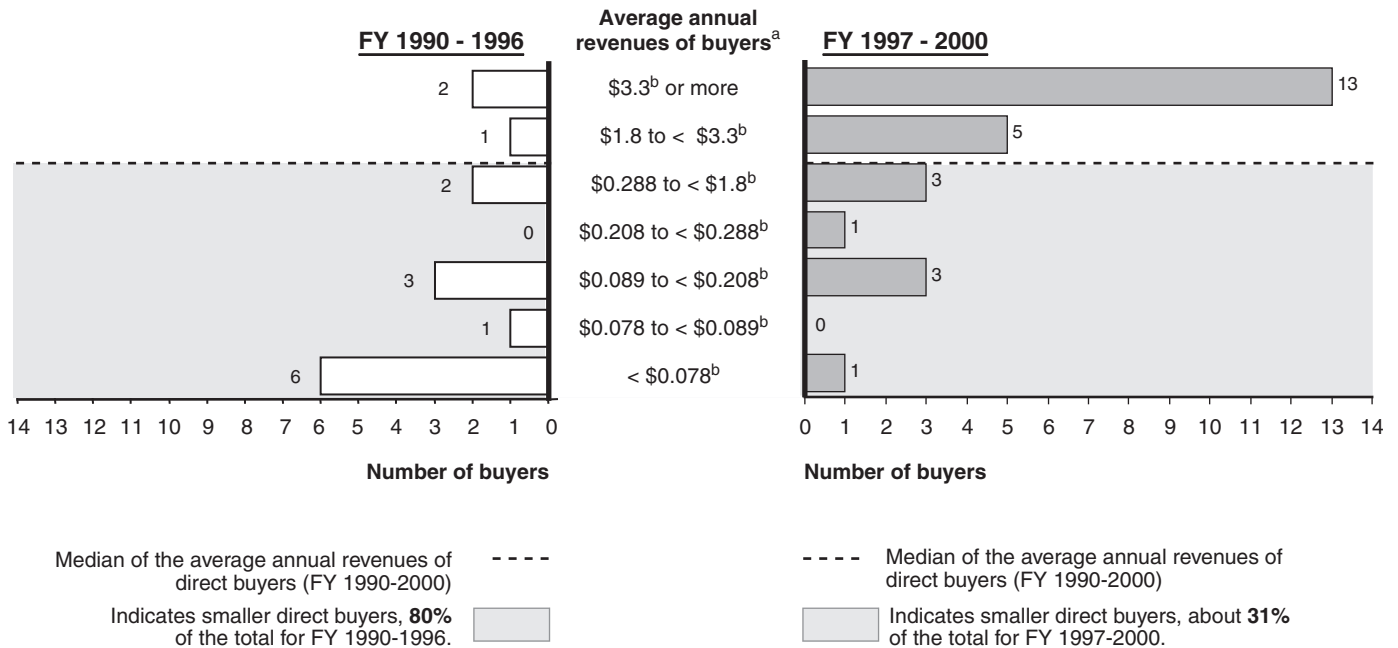 Average annual
revenues of buyersa
FY 1990 - 1996
FY 1997 - 2000
2
$3.3b or more
13
1
$1.8 to < $3.3b
5
2
$0.288 to < $1.8b
3
0
$0.208 to < $0.288b
1
3
$0.089 to < $0.208b
3
1
$0.078 to < $0.089b
0
6
< $0.078b
1
14 13 12 11 10 9 8 7 6 5 4 3 2 1 0
0 1 2 3 4 5 6 7 8 9 10 11 12 13 14
Number of buyers
Number of buyers
Median of the average annual revenues of
direct buyers (FY 1990-2000)
Indicates smaller direct buyers, 80%
of the total for FY 1990-1996.
Median of the average annual revenues of
direct buyers (FY 1990-2000)
Indicates smaller direct buyers, about 31%
of the total for FY 1997-2000.